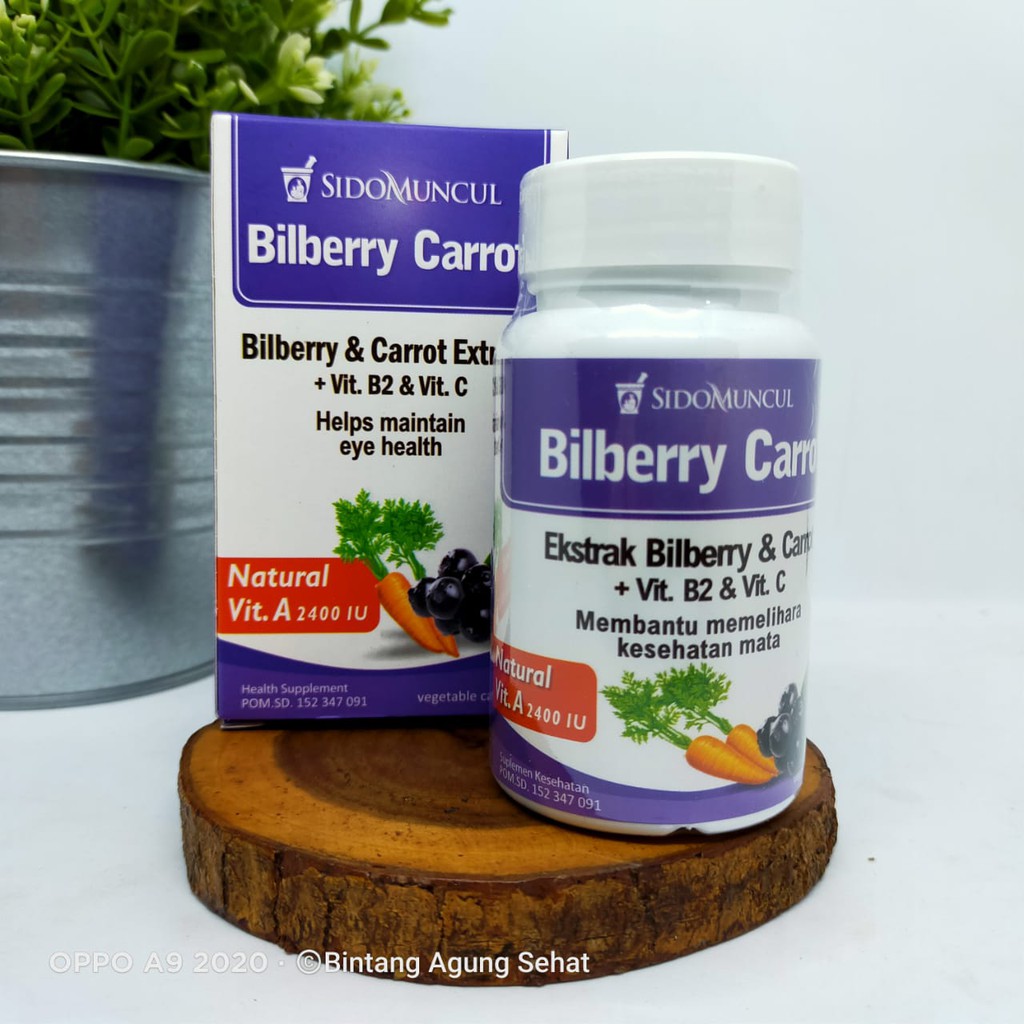 SIDOMUNCUL
Bilberry Carrot
Bilberry & Carrot Extr
+ Vit. B2 & Vit. C
Helps maintain
eye health
Natural
Vit. A 2400 IU
Health Supplement
POM.SD. 152 347 091
vegetable ca
SIDOMUNCUL
Bilberry Carrot
Ekstrak Bilberry & Carrot
+ Vit. B2 & Vit. C
Membantu memelihara
kesehatan mata
Natural
Vit. A 2400 IU
Suplemen Kesehatan
POM.SD. 152 347 091
OPPO A9 2020 · ©Bintang Agung Sehat